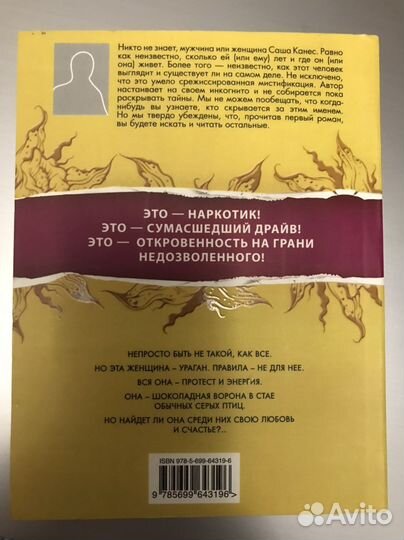 Никто не знает, мужчина или женщина Саша Канес. Равно
как неизвестно, сколько ей (или ему) лет и где он (или
она) живет. Более того — неизвестно, как этот человек
выглядит и существует ли на самом деле. Не исключено,
что это умело срежиссированная мистификация. Автор
настаивает на своем инкогнито и не собирается пока
раскрывать тайны. Мы не можем пообещать, что когда-
нибудь вы узнаете, кто скрывается за этим именем.
Но мы твердо убеждены, что, прочитав первый роман,
вы будете искать и читать остальные.
ЭТО — НАРКОТИК!
ЭТО — СУМАСШЕДШИЙ ДРАЙВ!
ЭТО — ОТКРОВЕННОСТЬ НА ГРАНИ
НЕДОЗВОЛЕННОГО!
НЕПРОСТО БЫТЬ НЕ ТАКОЙ, КАК ВСЕ.
НО ЭТА ЖЕНЩИНА – УРАГАН. ПРАВИЛА – НЕ ДЛЯ НЕЕ.
ВСЯ ОНА – ПРОТЕСТ И ЭНЕРГИЯ.
ОНА – ШОКОЛАДНАЯ ВОРОНА В СТАЕ
ОБЫЧНЫХ СЕРЫХ ПТИЦ.
НО НАЙДЕТ ЛИ ОНА СРЕДИ НИХ СВОЮ ЛЮБОВЬ
И СЧАСТЬЕ?..
ISBN 978-5-699-64319-6
9 785699 643196>
Avito